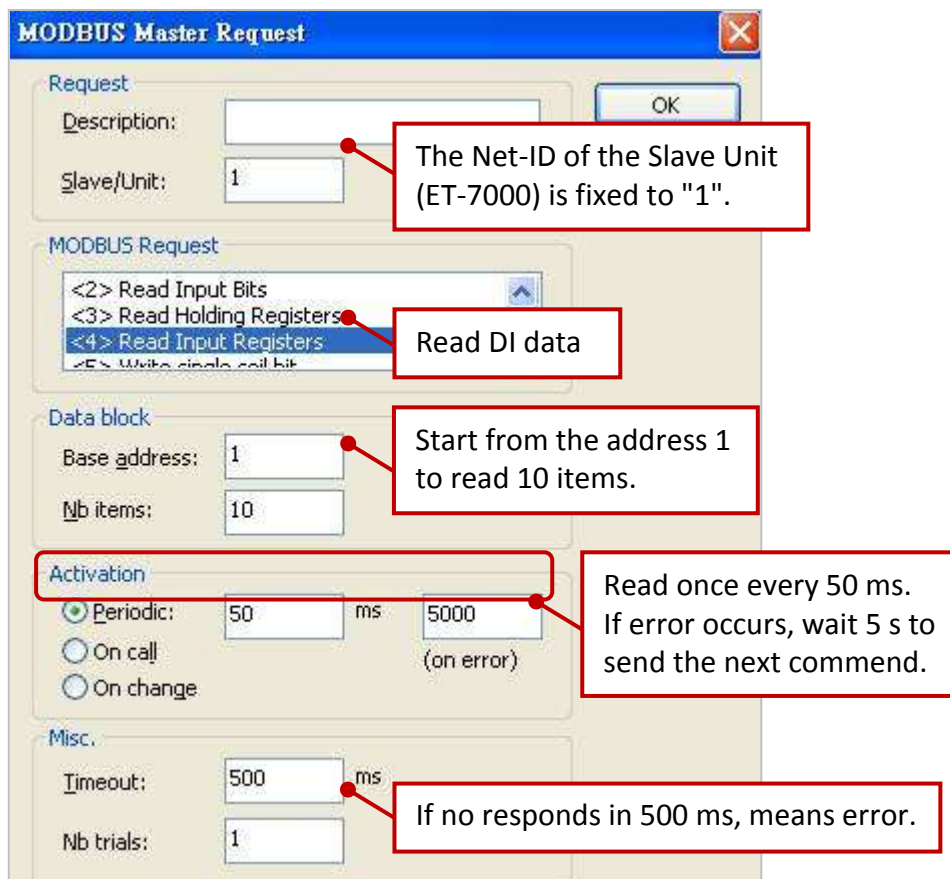 MODBUS Master Request
Request
OK
Description:
The Net-ID of the Slave Unit
(ET-7000) is fixed to "1".
Slave/Unit:
1
MODBUS Request
<2> Read Input Bits
<3> Read Holding Registers
<4> Read Input Registers
<5> Write single coil bit
Read DI data
Data block
Base address:
1
Start from the address 1
to read 10 items.
Nb items:
10
Activation
Periodic:
50
ms
5000
Read once every 50 ms.
If error occurs, wait 5 s to
send the next commend.
On call
(on error)
On change
Misc.
Timeout:
500
ms
If no responds in 500 ms, means error.
Nb trials:
1